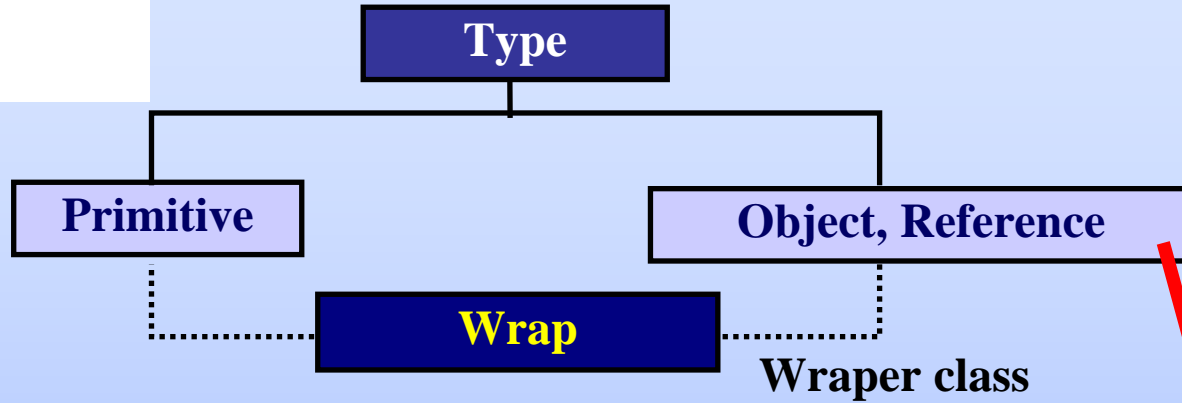 Type
Primitive
Object, Reference
Wrap
Wraper class